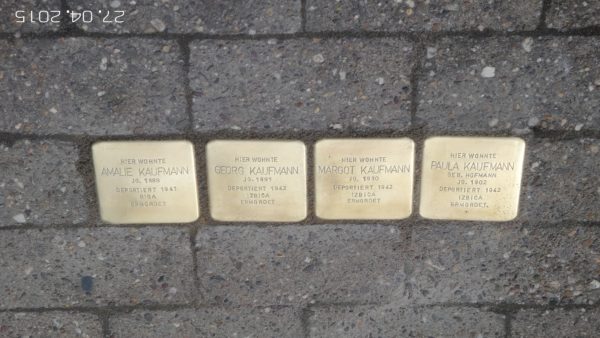 27.04.2015
HIER WOHNTE
AMALIE KAUFMANN
JG. 1889
DEPORTIERT 1941
RIGA
ERMORDET
HIER WOHNTE
GEORG KAUFMANN
JG. 1891
DEPORTIERT 1942
IZBICA
ERMORDET
HIER WOHNTE
MARGOT KAUFMANN
JG. 1930
DEPORTIERT 1942
IZBICA
ERMORDET
HIER WOHNTE
PAULA KAUFMANN
GEB. HOFMANN
JG. 1902
DEPORTIERT 1942
IZBICA
ERMORDET